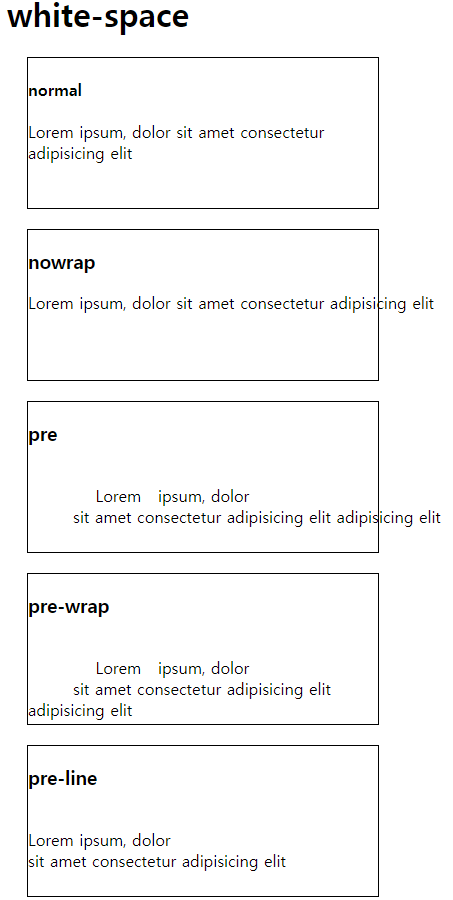 white-space
normal
Lorem ipsum, dolor sit amet consectetur
adipisicing elit
nowrap
Lorem ipsum, dolor sit amet consectetur adipisicing elit
pre
Lorem   ipsum, dolor
sit amet consectetur adipisicing elit adipisicing elit
pre-wrap
Lorem   ipsum, dolor
sit amet consectetur adipisicing elit
adipisicing elit
pre-line
Lorem ipsum, dolor
sit amet consectetur adipisicing elit